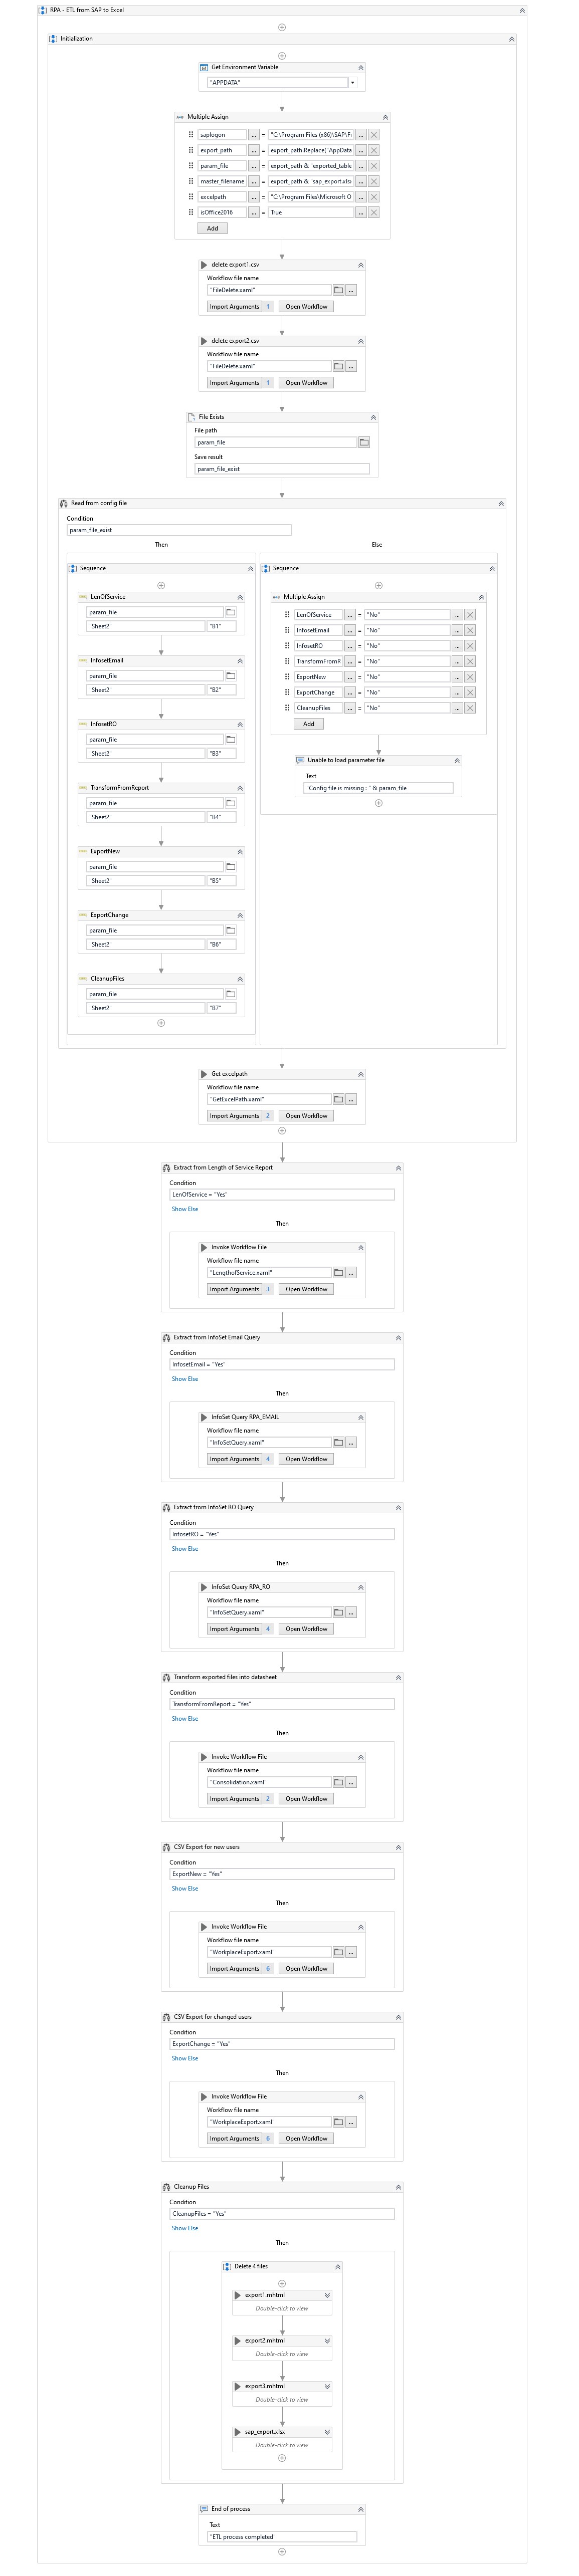 RPA - ETL from SAP to Excel
Initialization
Get Environment Variable
"APPDATA"
Multiple Assign
saplogon ... = "C:\Program Files (x86)\SAP\Fr ...
export_path ... = export_path.Replace("AppData ...
param_file ... = export_path & "exported_table ...
master_filename ... = export_path & "sap_export.xlsx ...
excelpath ... = "C:\Program Files\Microsoft O ...
isOffice2016 ... = True ...
Add
delete export1.csv
Workflow file name
"FileDelete.xaml" ...
Import Arguments 1 Open Workflow
delete export2.csv
Workflow file name
"FileDelete.xaml" ...
Import Arguments 1 Open Workflow
File Exists
File path
param_file
Save result
param_file_exist
Read from config file
Condition
param_file_exist
Then
Sequence
LenOfService
param_file
"Sheet2" "B1"
InfosetEmail
param_file
"Sheet2" "B2"
InfosetRO
param_file
"Sheet2" "B3"
TransformFromReport
param_file
"Sheet2" "B4"
ExportNew
param_file
"Sheet2" "B5"
ExportChange
param_file
"Sheet2" "B6"
CleanupFiles
param_file
"Sheet2" "B7"
Else
Sequence
Multiple Assign
LenOfService ... = "No" ...
InfosetEmail ... = "No" ...
InfosetRO ... = "No" ...
TransformFromR ... = "No" ...
ExportNew ... = "No" ...
ExportChange ... = "No" ...
CleanupFiles ... = "No" ...
Add
Unable to load parameter file
Text
"Config file is missing : " & param_file
Get excelpath
Workflow file name
"GetExcelPath.xaml" ...
Import Arguments 2 Open Workflow
Extract from Length of Service Report
Condition
LenOfService = "Yes"
Show Else
Then
Invoke Workflow File
Workflow file name
"LengthofService.xaml" ...
Import Arguments 3 Open Workflow
Extract from InfoSet Email Query
Condition
InfosetEmail = "Yes"
Show Else
Then
InfoSet Query RPA_EMAIL
Workflow file name
"InfoSetQuery.xaml" ...
Import Arguments 4 Open Workflow
Extract from InfoSet RO Query
Condition
InfosetRO = "Yes"
Show Else
Then
InfoSet Query RPA_RO
Workflow file name
"InfoSetQuery.xaml" ...
Import Arguments 4 Open Workflow
Transform exported files into datasheet
Condition
TransformFromReport = "Yes"
Show Else
Then
Invoke Workflow File
Workflow file name
"Consolidation.xaml" ...
Import Arguments 2 Open Workflow
CSV Export for new users
Condition
ExportNew = "Yes"
Show Else
Then
Invoke Workflow File
Workflow file name
"WorkplaceExport.xaml" ...
Import Arguments 6 Open Workflow
CSV Export for changed users
Condition
ExportChange = "Yes"
Show Else
Then
Invoke Workflow File
Workflow file name
"WorkplaceExport.xaml" ...
Import Arguments 6 Open Workflow
Cleanup Files
Condition
CleanupFiles = "Yes"
Show Else
Then
Delete 4 files
export1.mhtml
Double-click to view
export2.mhtml
Double-click to view
export3.mhtml
Double-click to view
sap_export.xlsx
Double-click to view
End of process
Text
"ETL process completed"